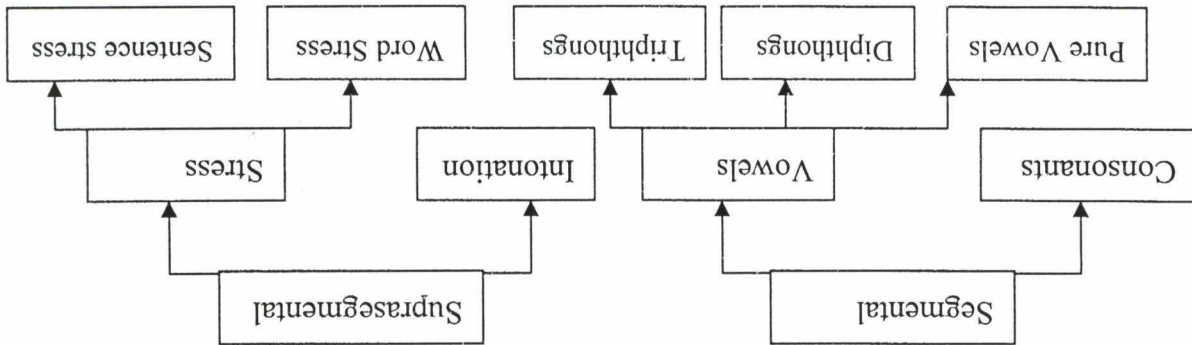 Segmental
Suprasegmental
Consonants
Vowels
Intonation
Stress
Pure Vowels
Diphthongs
Triphthongs
Word Stress
Sentence stress